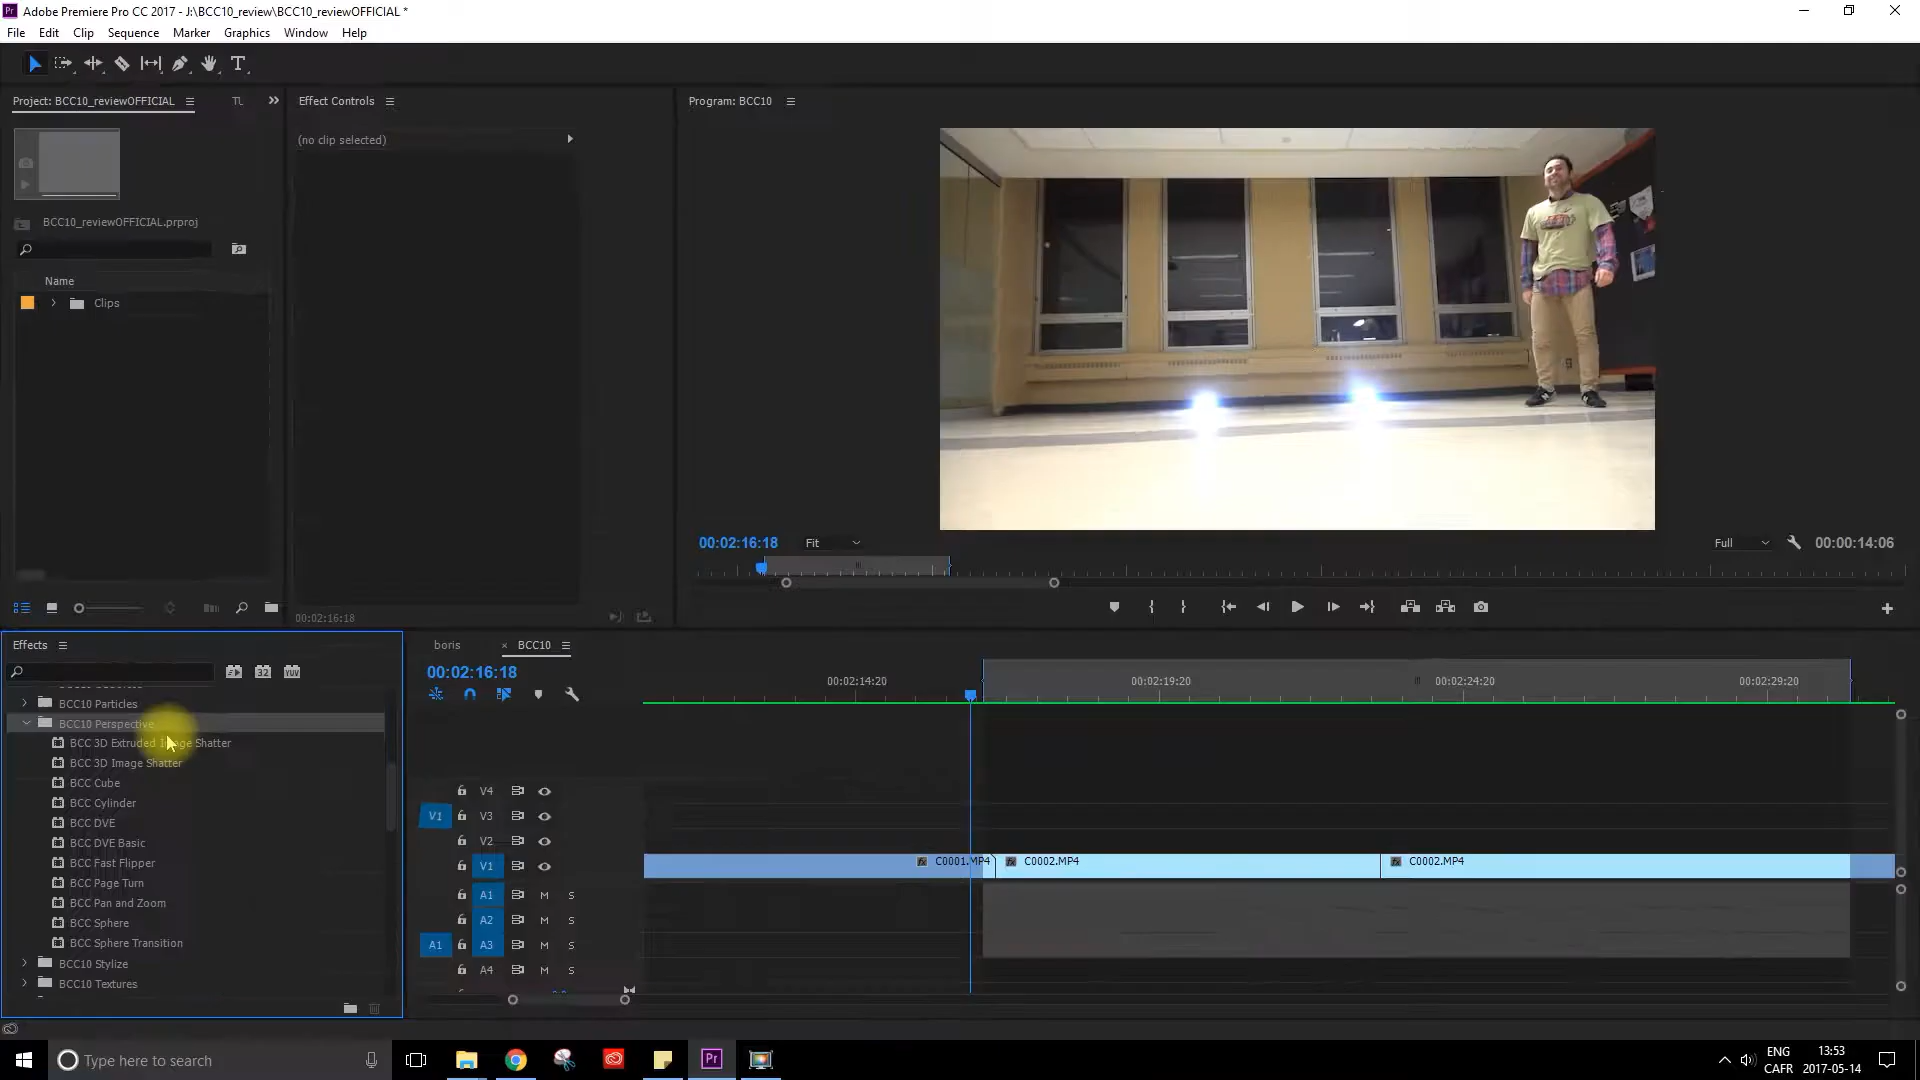 Adobe Premiere Pro CC 2017 - J:\BCC10_review\BCC10_reviewOFFICIAL *
File Edit Clip Sequence Marker Graphics Window Help
Project: BCC10_reviewOFFICIAL
Effect Controls
Program: BCC10
(no clip selected)
BCC10_reviewOFFICIAL.prproj
Name
Clips
00:02:16:18 Fit Full 00:00:14:06
00:02:16:18
Effects
boris × BCC10
00:02:16:18
32 YUV
00:02:14:20 00:02:19:20 00:02:24:20 00:02:29:20
BCC10 Particles
BCC10 Perspective
BCC 3D Extruded Image Shatter
BCC 3D Image Shatter
BCC Cube
BCC Cylinder
BCC DVE
BCC DVE Basic
BCC Fast Flipper
BCC Page Turn
BCC Pan and Zoom
BCC Sphere
BCC Sphere Transition
BCC10 Stylize
BCC10 Textures
V4
V1 V3
V2
V1 C0001.MP4 C0002.MP4 C0002.MP4
A1 M S
A2 M S
A1 A3 M S
A4 M S
Type here to search
Pr
ENG 13:53
CAFR 2017-05-14